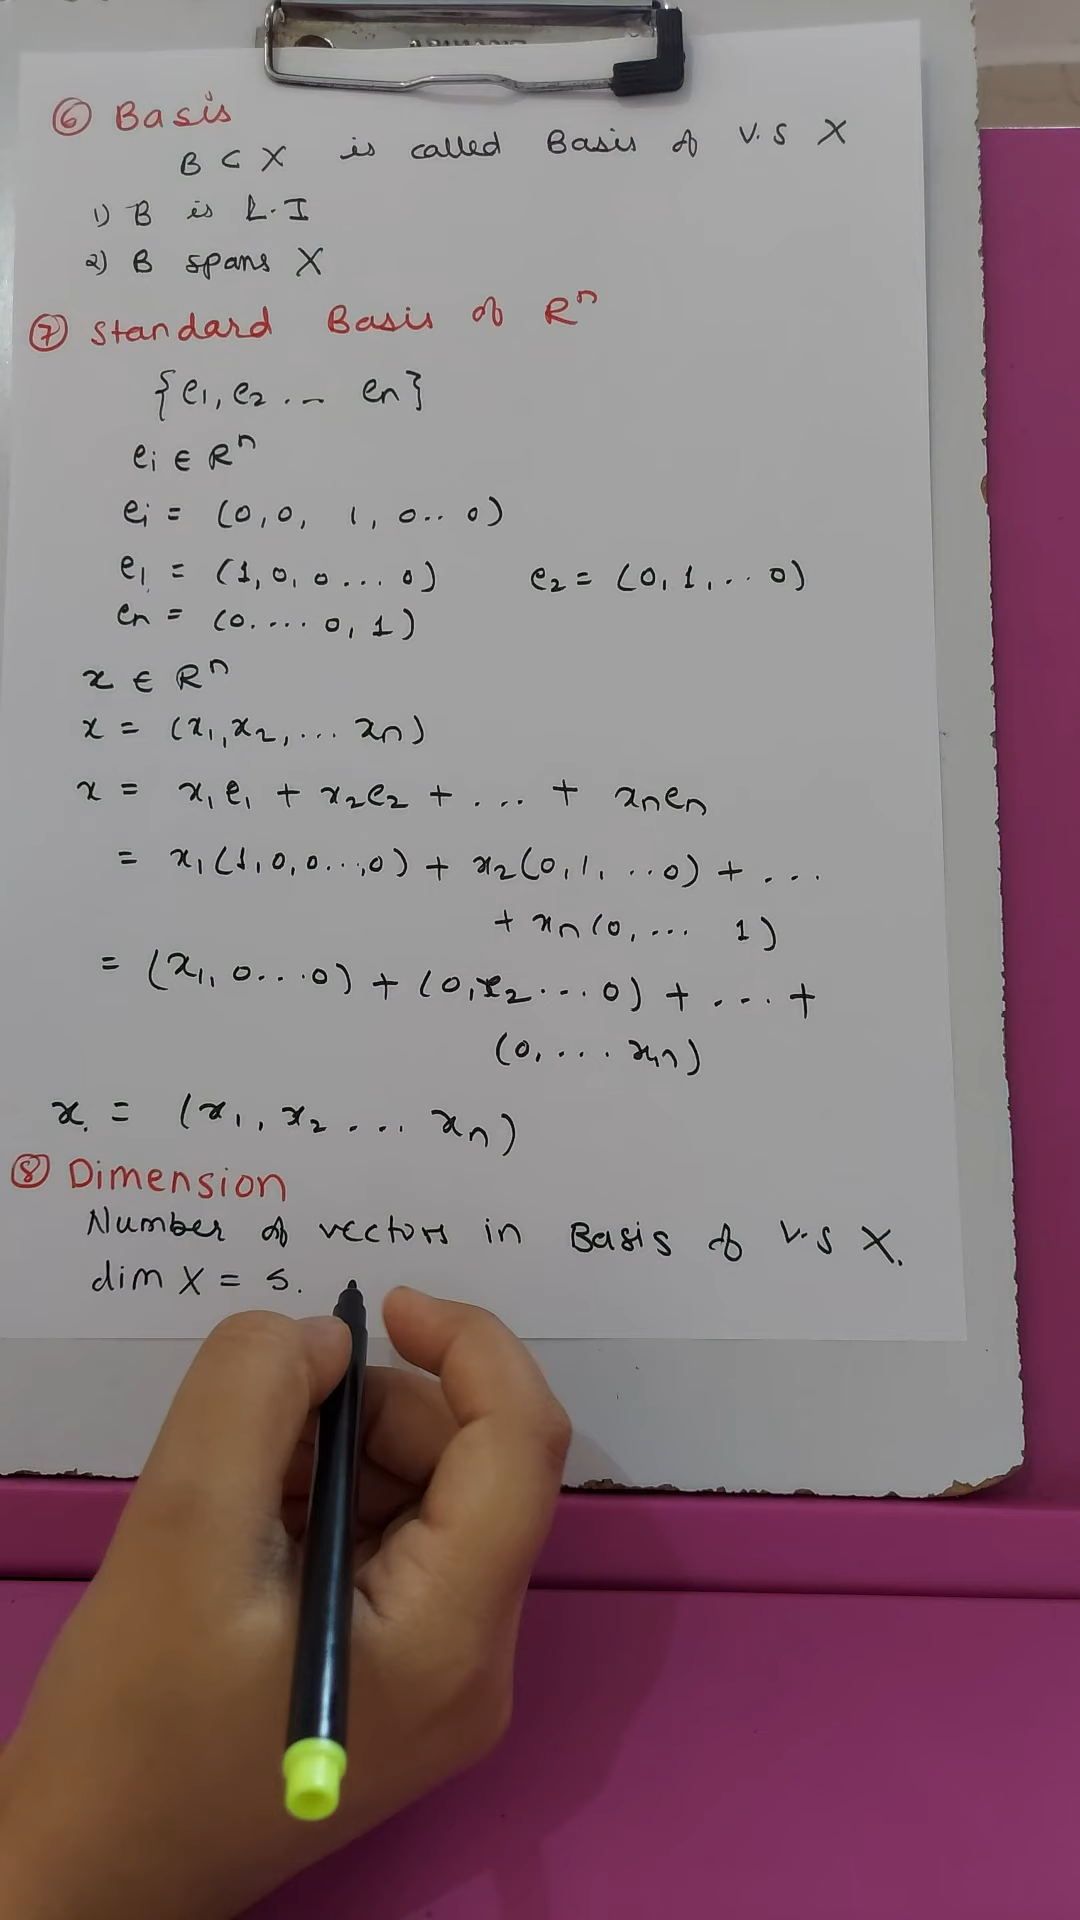 ⑥ Basis
B ⊂ X is called Basis of V.S X
1) B is L.I
2) B spans X
⑦ Standard Basis of Rⁿ
{e₁, e₂ ... eₙ}
eᵢ ∈ Rⁿ
eᵢ = (0, 0, 1, 0.. 0)
e₁ = (1, 0, 0 ... 0) e₂ = (0, 1, .. 0)
eₙ = (0. ... 0, 1)
x ∈ Rⁿ
x = (x₁, x₂, ... xₙ)
x = x₁e₁ + x₂e₂ + ... + xₙeₙ
= x₁(1, 0, 0...,0) + x₂(0, 1, ..0) + ...
+ xₙ(0, ... 1)
= (x₁, 0...0) + (0, x₂ ... 0) + ... +
(0, ... xₙ)
x. = (x₁, x₂ ... xₙ)
⑧ Dimension
Number of vectors in Basis of V.S X.
dim X = 5.